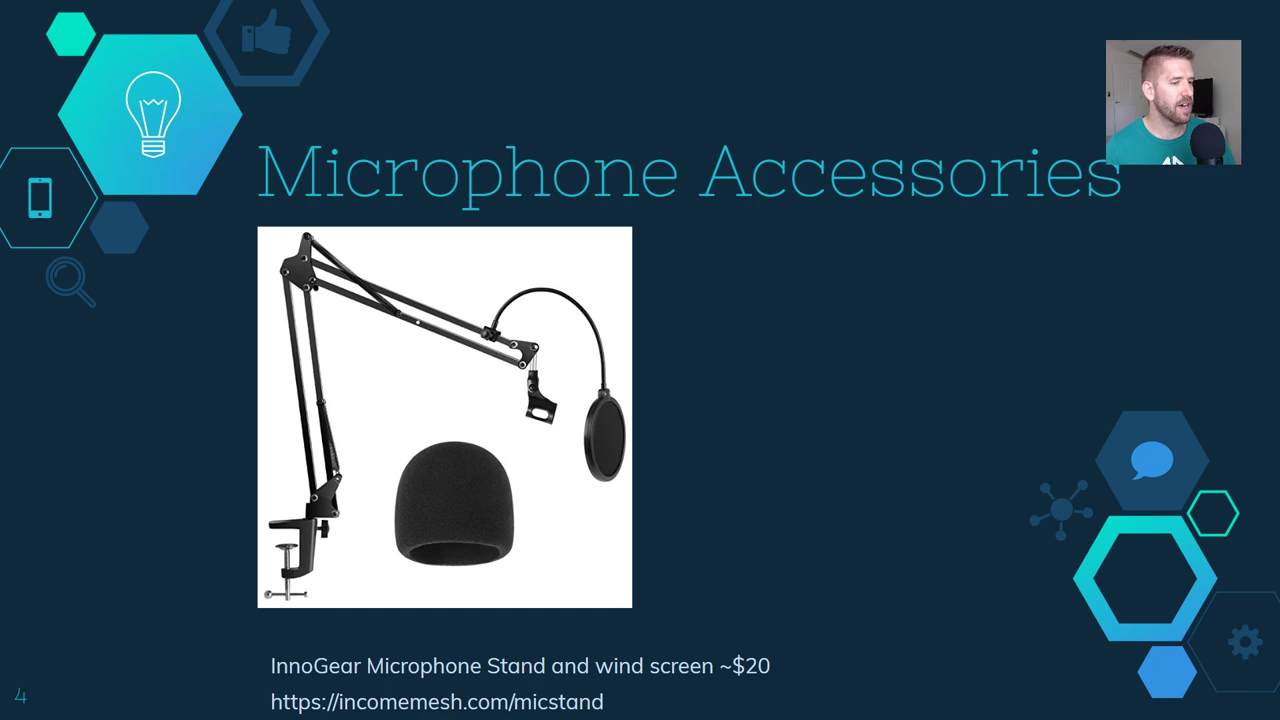 Microphone Accessories
InnoGear Microphone Stand and wind screen ~$20
https://incomemesh.com/micstand
4